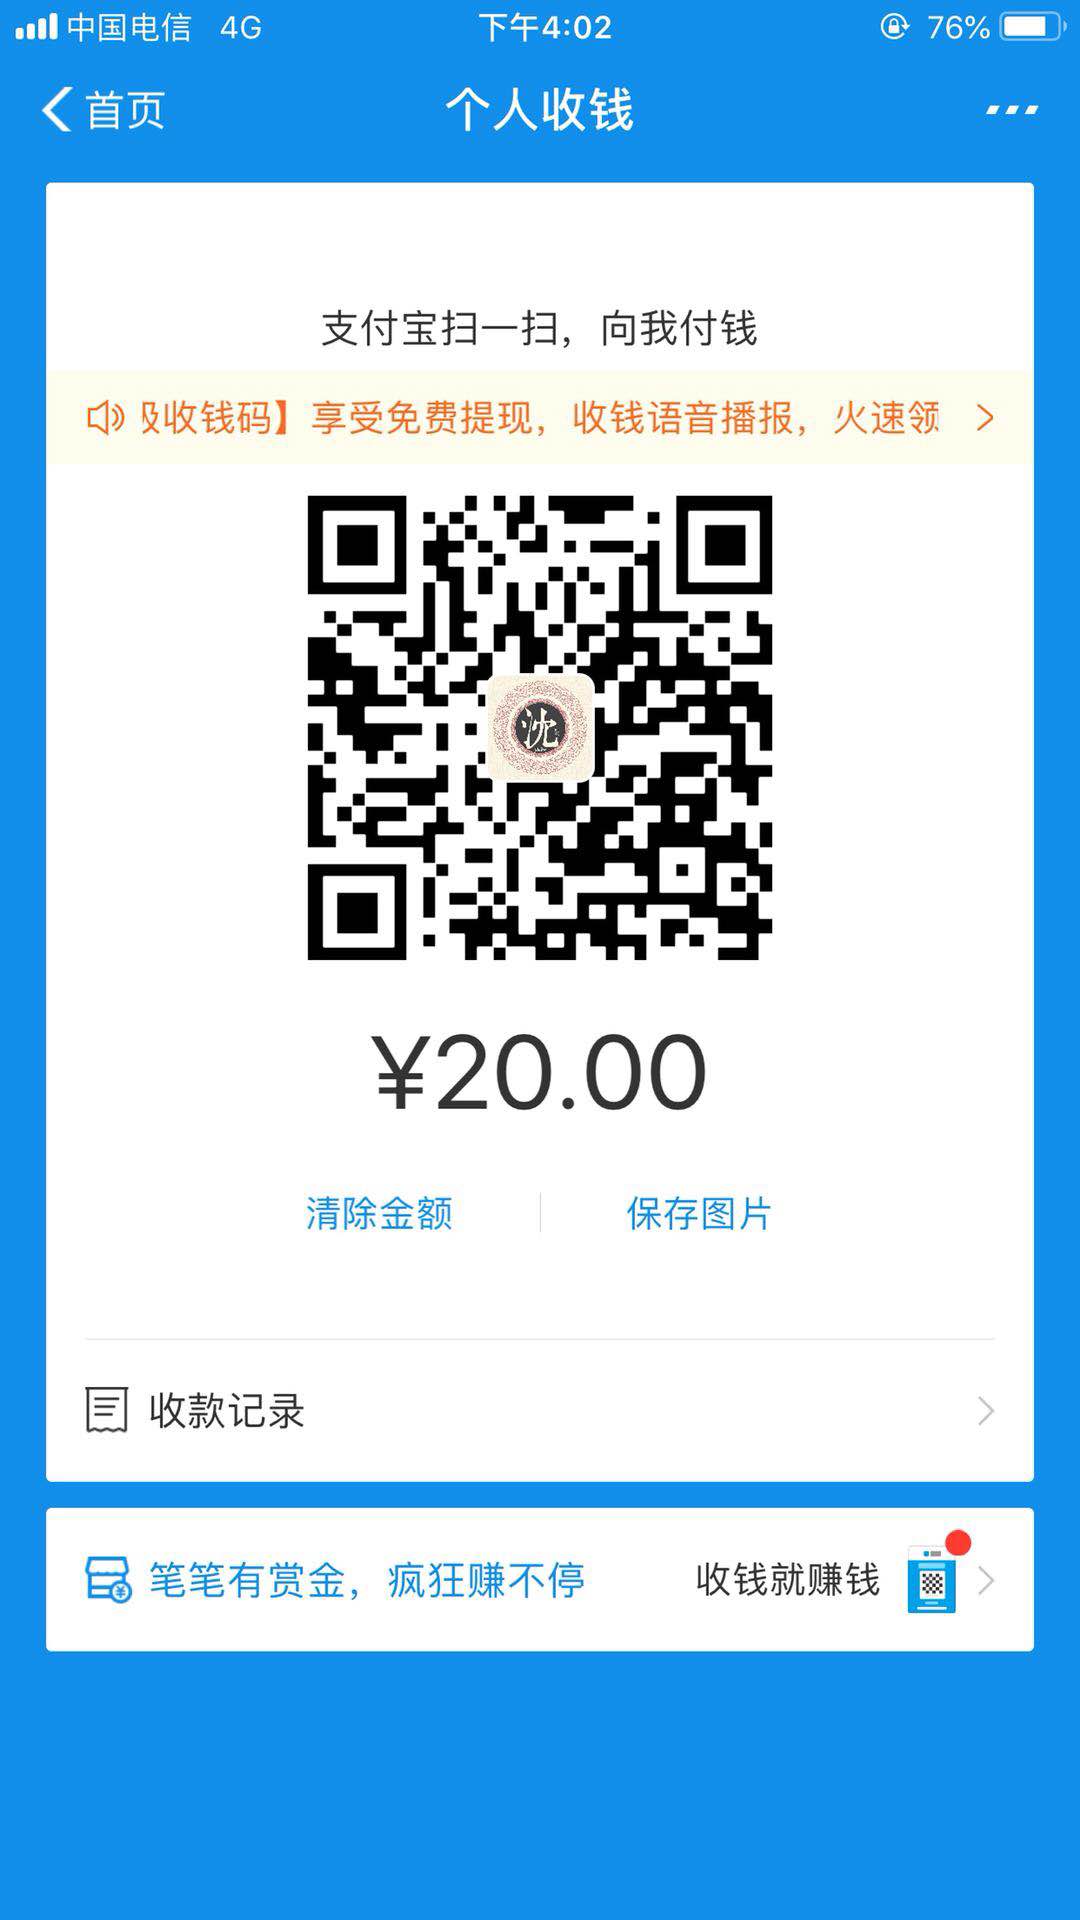 中国电信 4G 下午4:02 76%
首页 个人收钱
支付宝扫一扫，向我付钱
收钱码】享受免费提现，收钱语音播报，火速领
沈
¥20.00
清除金额 保存图片
收款记录
笔笔有赏金，疯狂赚不停 收钱就赚钱